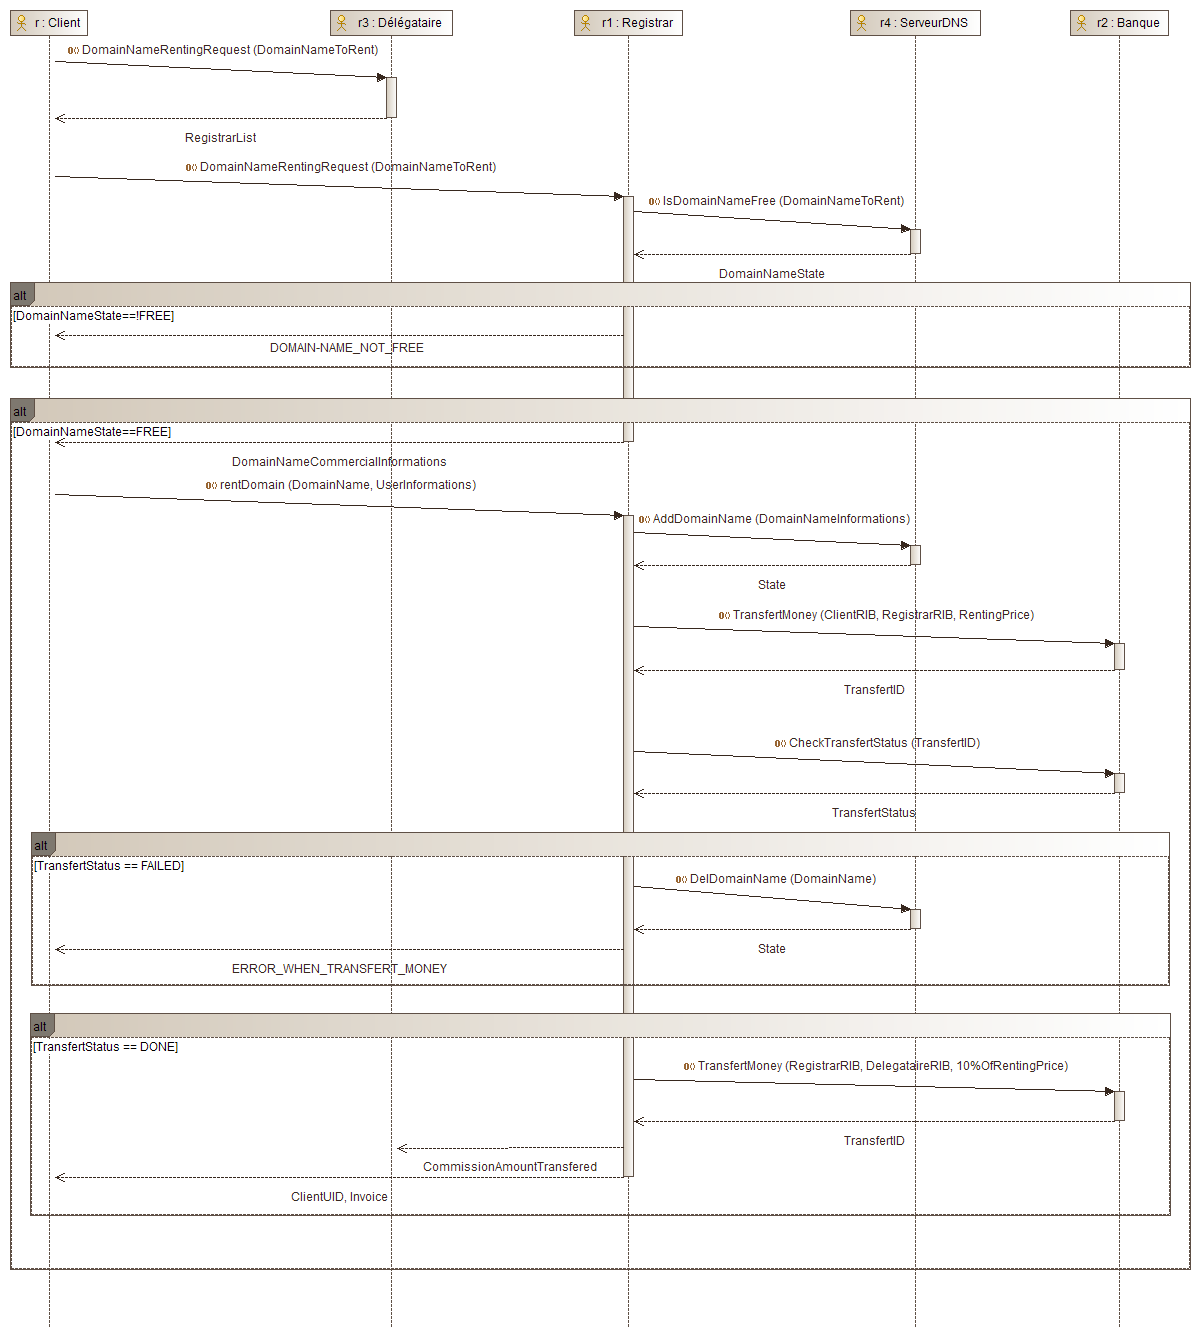 r : Client
r3 : Délégataire
r1 : Registrar
r4 : ServeurDNS
r2 : Banque
DomainNameRentingRequest (DomainNameToRent)
RegistrarList
DomainNameRentingRequest (DomainNameToRent)
IsDomainNameFree (DomainNameToRent)
DomainNameState
alt
[DomainNameState==!FREE]
DOMAIN-NAME_NOT_FREE
alt
[DomainNameState==FREE]
DomainNameCommercialInformations
rentDomain (DomainName, UserInformations)
AddDomainName (DomainNameInformations)
State
TransfertMoney (ClientRIB, RegistrarRIB, RentingPrice)
TransfertID
CheckTransfertStatus (TransfertID)
TransfertStatus
alt
[TransfertStatus == FAILED]
DelDomainName (DomainName)
State
ERROR_WHEN_TRANSFERT_MONEY
alt
[TransfertStatus == DONE]
TransfertMoney (RegistrarRIB, DelegataireRIB, 10%OfRentingPrice)
TransfertID
CommissionAmountTransfered
ClientUID, Invoice